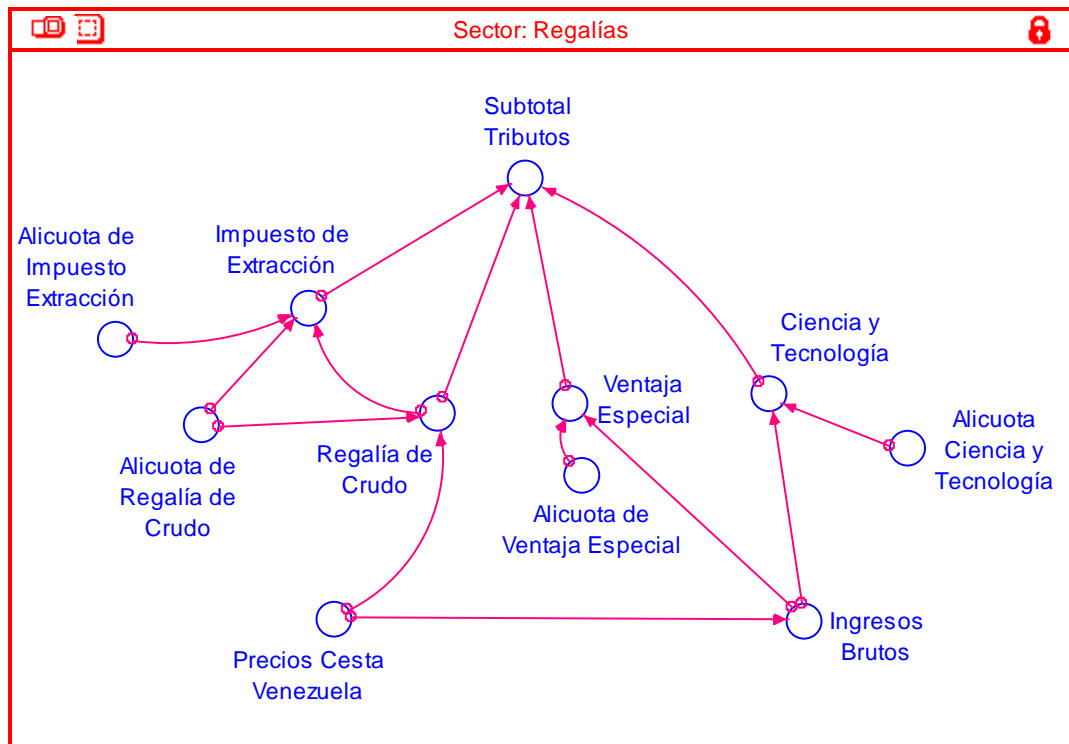 Sector: Regalías
Subtotal
Tributos
Alicuota de
Impuesto
Extracción
Impuesto de
Extracción
Ciencia y
Tecnología
Ventaja
Especial
Alicuota
Ciencia y
Tecnología
Regalía de
Crudo
Alicuota de
Regalía de
Crudo
Alicuota de
Ventaja Especial
Ingresos
Brutos
Precios Cesta
Venezuela